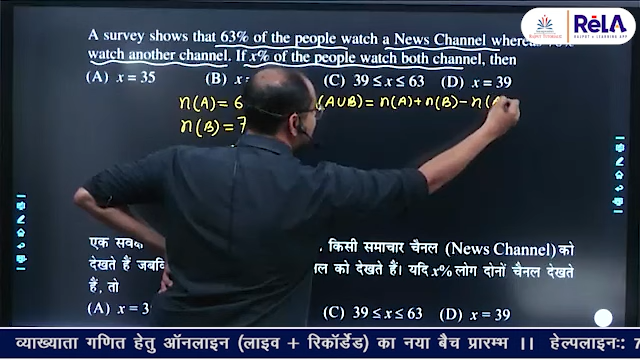 RĒLA
A survey shows that 63% of the people watch a News Channel whereas
watch another channel. If x% of the people watch both channel, then
(A) x = 35 (B) x= (C) 39 ≤ x ≤ 63 (D) x = 39
n(A)= 6 (A∪B)= n(A)+n(B)-n(A
n(B)= 7
एक किसी समाचार चैनल (News Channel) को
देखते हैं को देखते हैं। यदि x% लोग दोनों चैनल देखते
हैं, तो
(A) x = 3 (C) 39 ≤ x ≤ 63 (D) x = 39
व्याख्याता गणित हेतु ऑनलाइन (लाइव + रिकॉर्डेड) का नया बैच प्रारम्भ ।। हेल्पलाइन:: 7